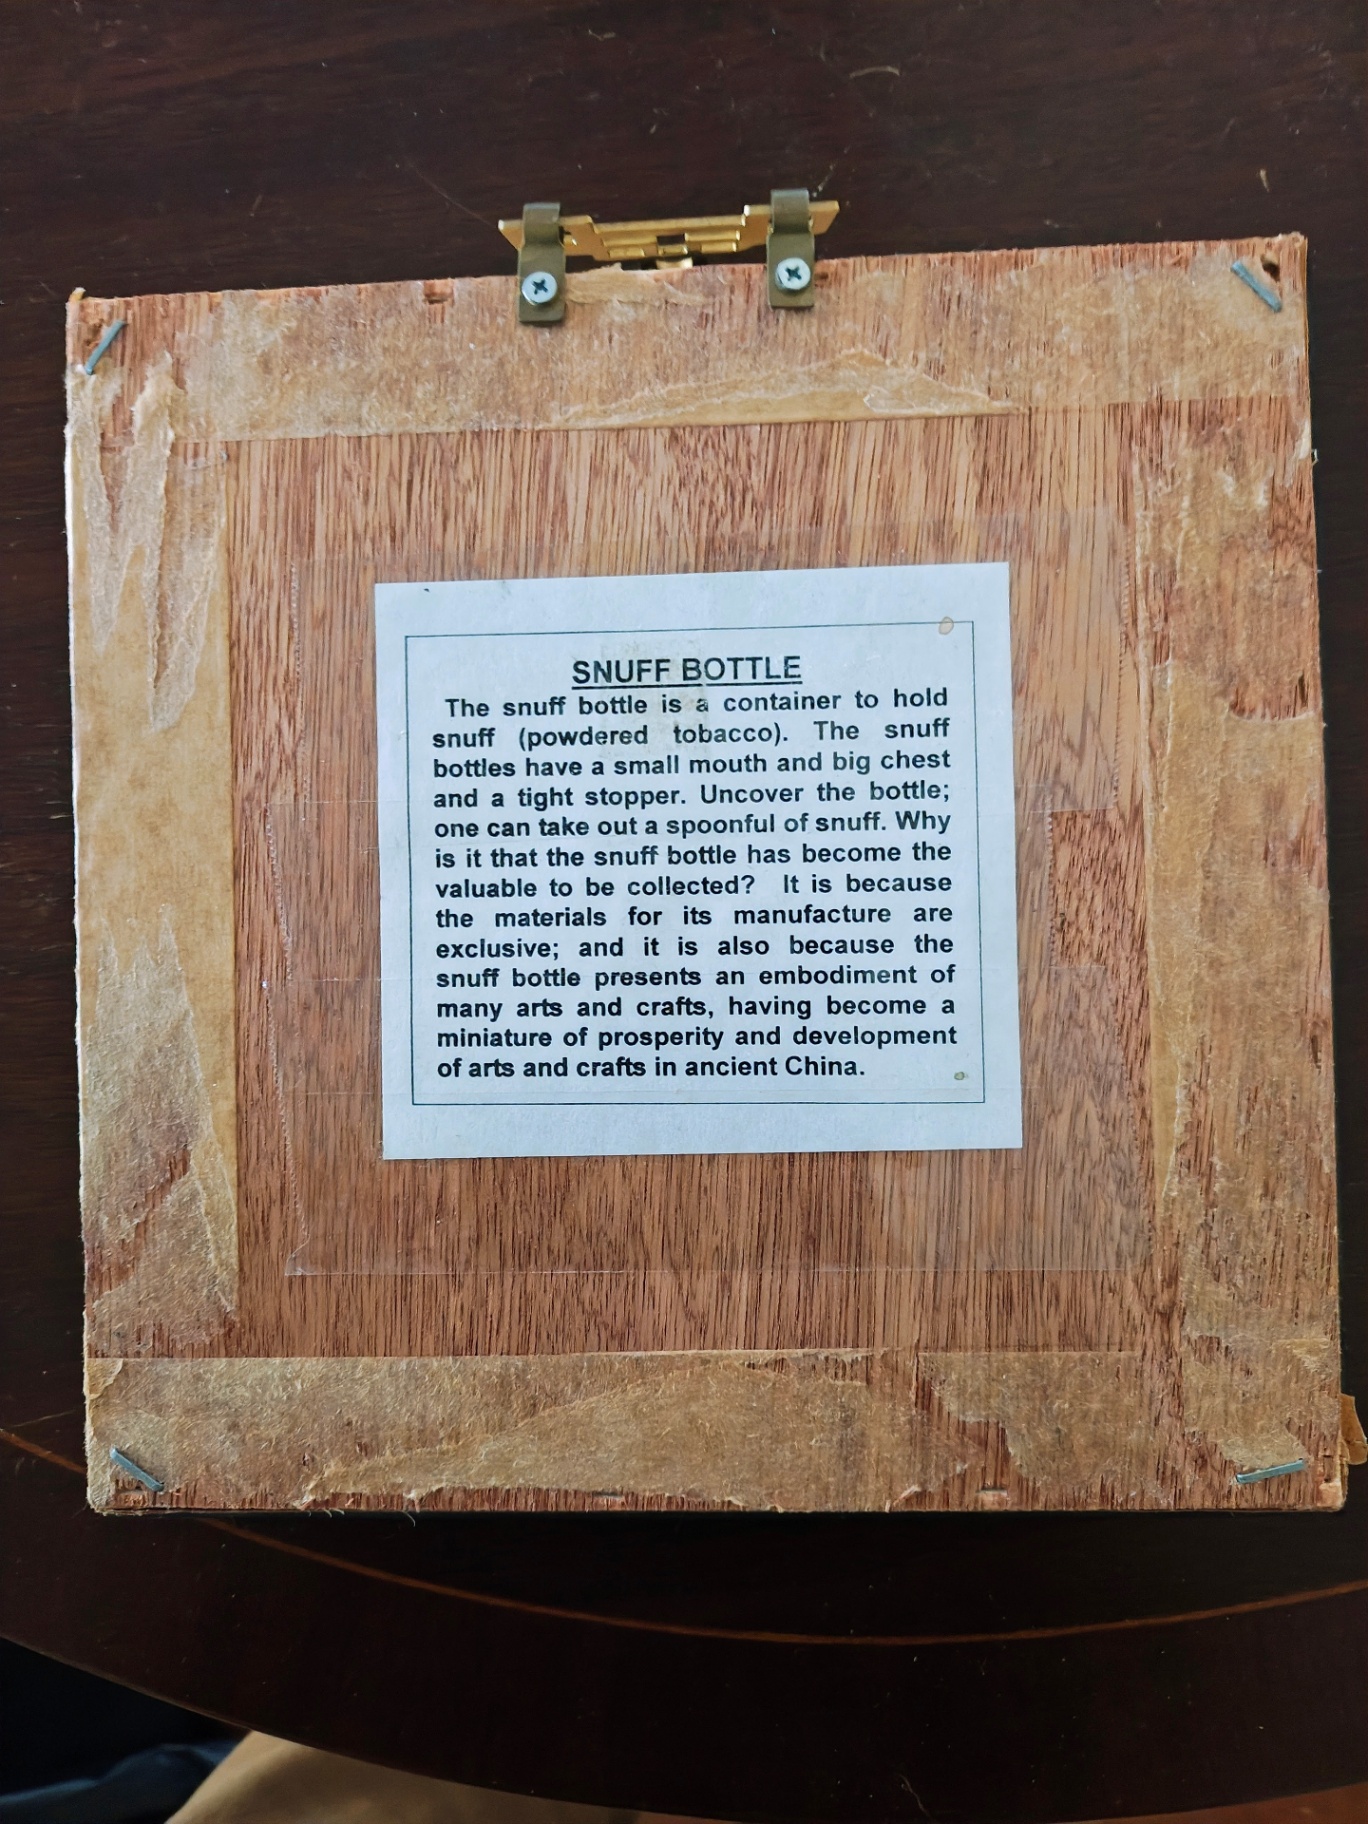 SNUFF BOTTLE
The snuff bottle is a container to hold
snuff (powdered tobacco). The snuff
bottles have a small mouth and big chest
and a tight stopper. Uncover the bottle;
one can take out a spoonful of snuff. Why
is it that the snuff bottle has become the
valuable to be collected? It is because
the materials for its manufacture are
exclusive; and it is also because the
snuff bottle presents an embodiment of
many arts and crafts, having become a
miniature of prosperity and development
of arts and crafts in ancient China.